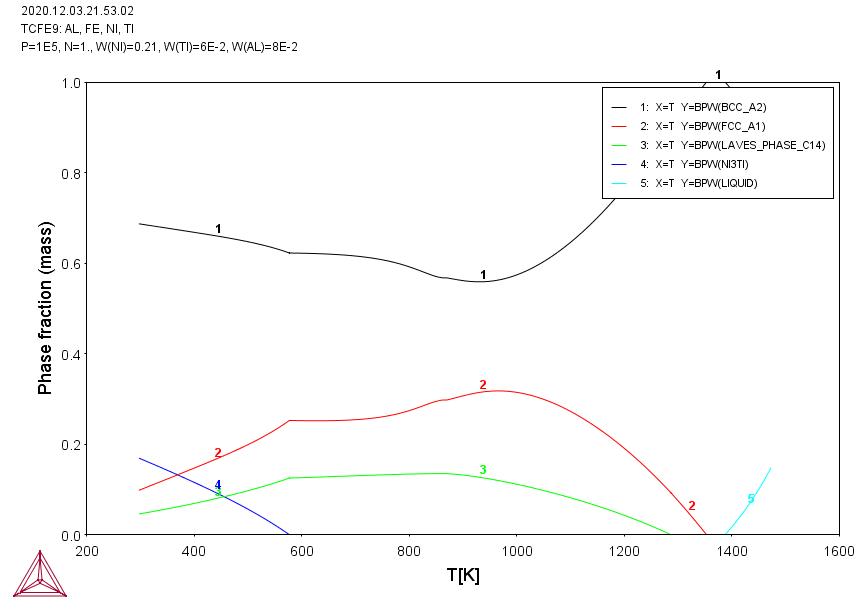 2020.12.03.21.53.02
TCFE9: AL, FE, NI, TI
P=1E5, N=1., W(NI)=0.21, W(TI)=6E-2, W(AL)=8E-2
1
1.0
1: X=T Y=BPW(BCC_A2)
2: X=T Y=BPW(FCC_A1)
3: X=T Y=BPW(LAVES_PHASE_C14)
4: X=T Y=BPW(NI3TI)
5: X=T Y=BPW(LIQUID)
0.8
1
0.6
1
Phase fraction (mass)
0.4
2
0.2
2
3
4
3
5
2
0.0
200 400 600 800 1000 1200 1400 1600
T[K]